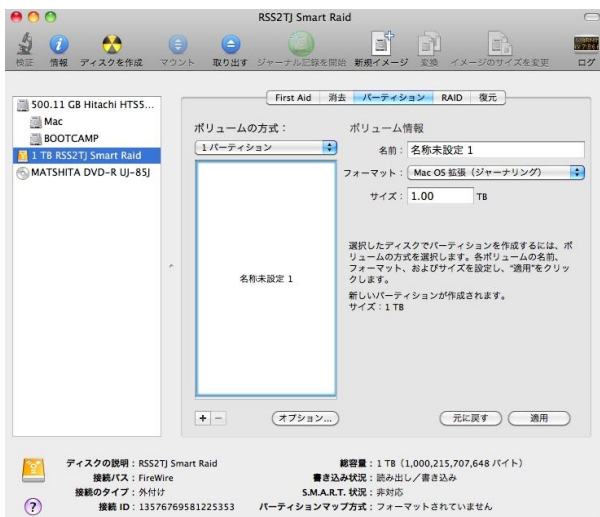 RSS2TJ Smart Raid
検証 情報 ディスクを作成 マウント 取り出す ジャーナル記録を開始 新規イメージ 変換 イメージのサイズを変更 ログ
500.11 GB Hitachi HTS5...
Mac
BOOTCAMP
1 TB RSS2TJ Smart Raid
MATSHITA DVD-R UJ-85J
First Aid 消去 パーティション RAID 復元
ボリュームの方式：
1 パーティション
名称未設定 1
+ −
オプション...
ボリューム情報
名前： 名称未設定 1
フォーマット： Mac OS 拡張（ジャーナリング）
サイズ： 1.00 TB
選択したディスクでパーティションを作成するには、ボ
リュームの方式を選択します。各ボリュームの名前、
フォーマット、およびサイズを設定し、"適用"をクリッ
クします。
新しいパーティションが作成されます。
サイズ：1 TB
元に戻す 適用
ディスクの説明：RSS2TJ Smart Raid
接続バス：FireWire
接続のタイプ：外付け
接続 ID：13576769581225353
総容量：1 TB（1,000,215,707,648 バイト）
書き込み状況：読み出し／書き込み
S.M.A.R.T. 状況：非対応
パーティションマップ方式：フォーマットされていません
?